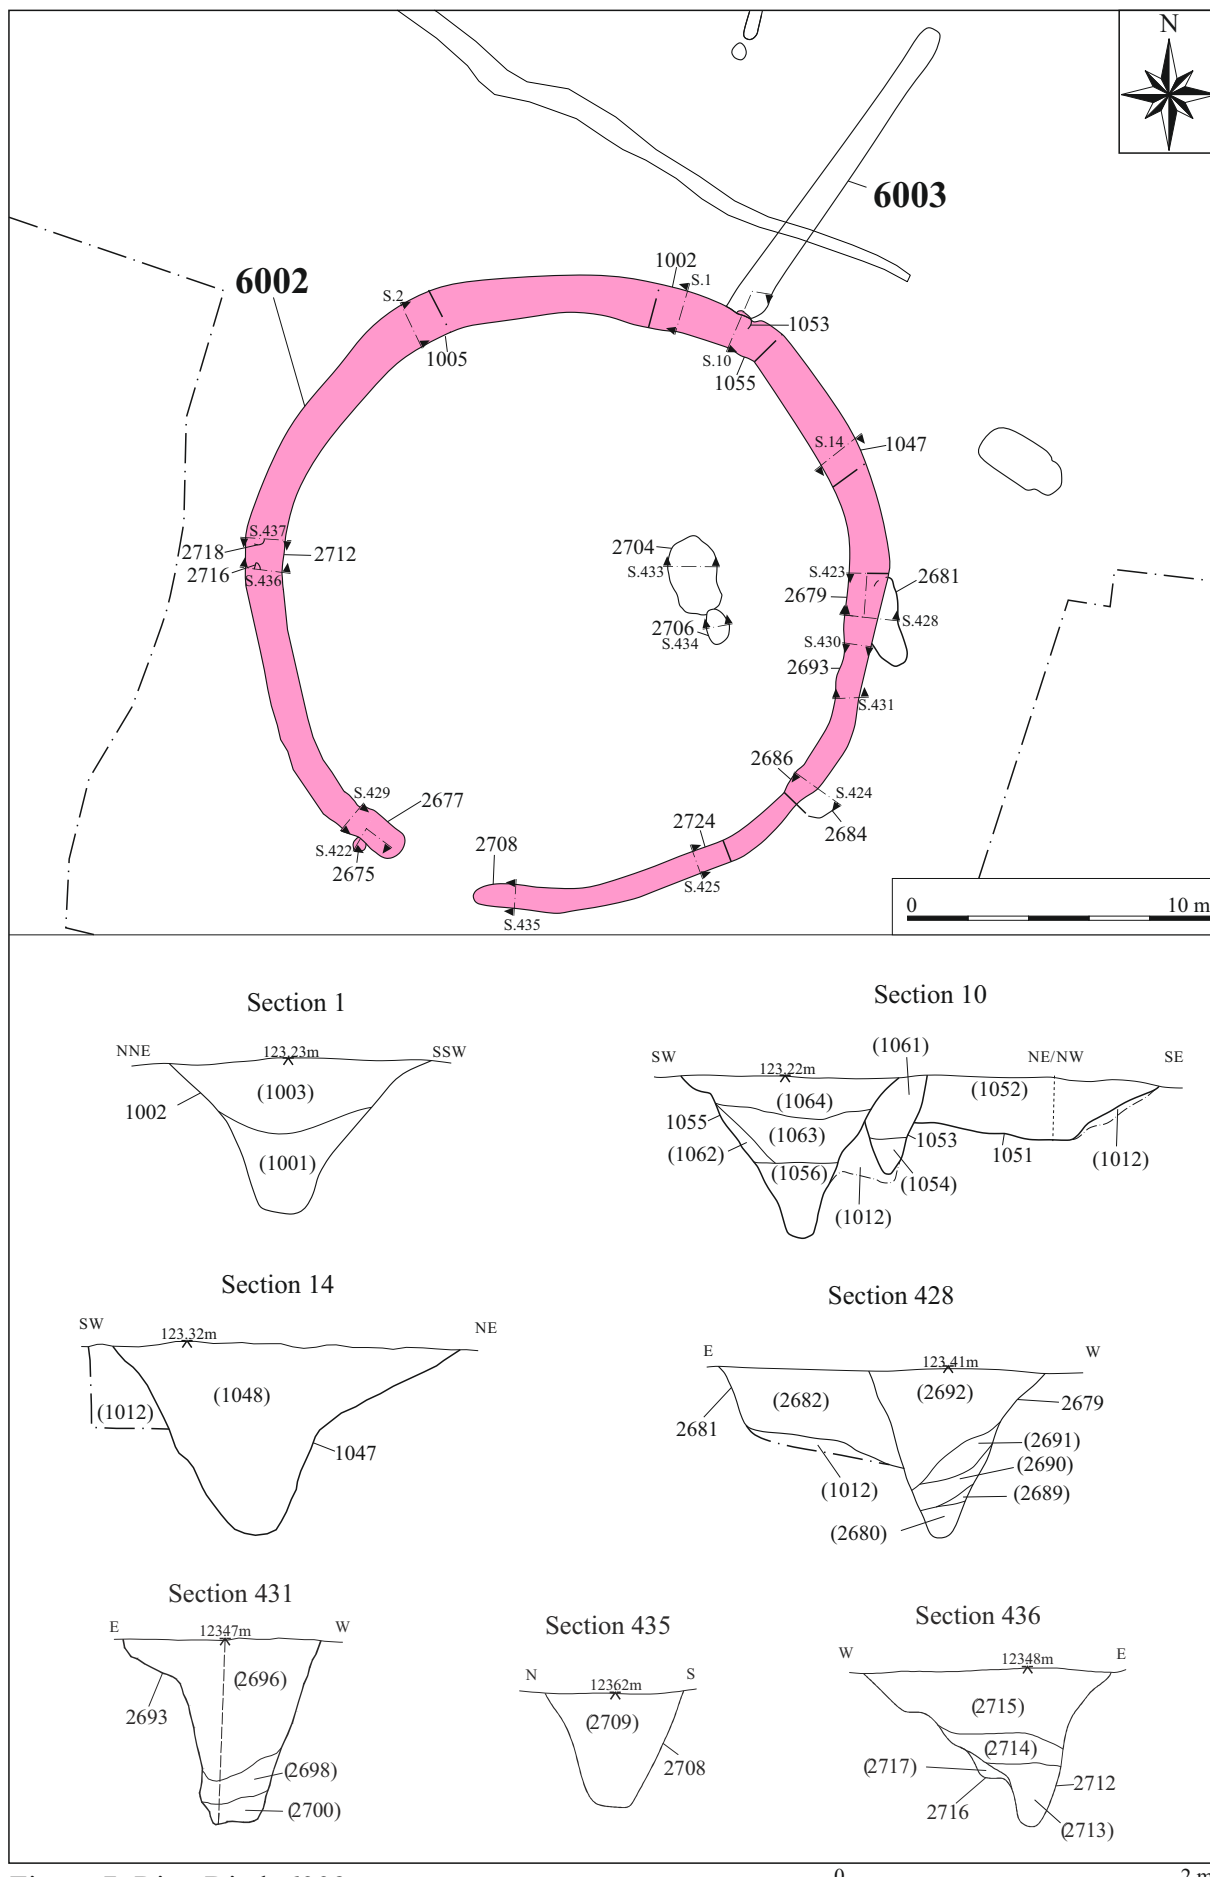 N
6003
6002
1002
S.1
S.2
1053
1005
S.10
1055
S.14
1047
S.437
2718
2712
2716
S.436
2704
S.433
S.423
2681
2679
2706
S.434
S.428
S.430
2693
S.431
2686
S.424
2684
S.429
2677
2724
S.422
2675
2708
S.425
S.435
0 10 m
Section 1
NNE
123.23m
SSW
(1003)
1002
(1001)
Section 10
SW
123.22m
(1061)
NE/NW
SE
(1052)
(1064)
1055
(1063)
1053
(1062)
1051
(1012)
(1056)
(1054)
(1012)
Section 14
SW
123.32m
NE
(1048)
(1012)
1047
Section 428
E
123.41m
W
(2682)
(2692)
2681
2679
(2691)
(2690)
(1012)
(2689)
(2680)
Section 431
E
12347m
W
(2696)
2693
(2698)
(2700)
Section 435
N
12362m
S
(2709)
2708
Section 436
W
12348m
E
(2715)
(2714)
(2717)
2712
2716
(2713)
0 2 m